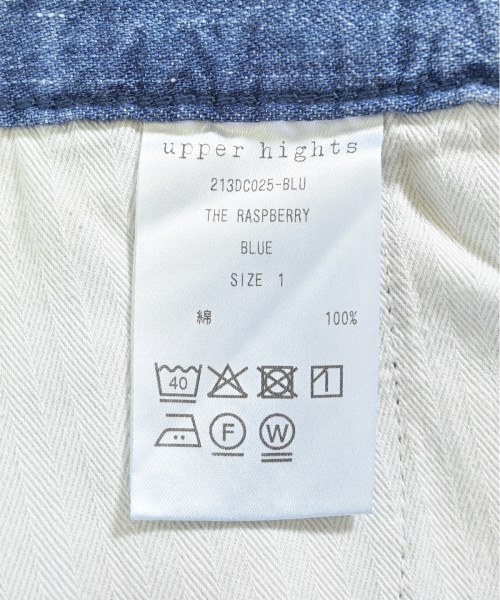 upper hights
213DC025-BLU
THE RASPBERRY
BLUE
SIZE 1
綿 100%
40
F W